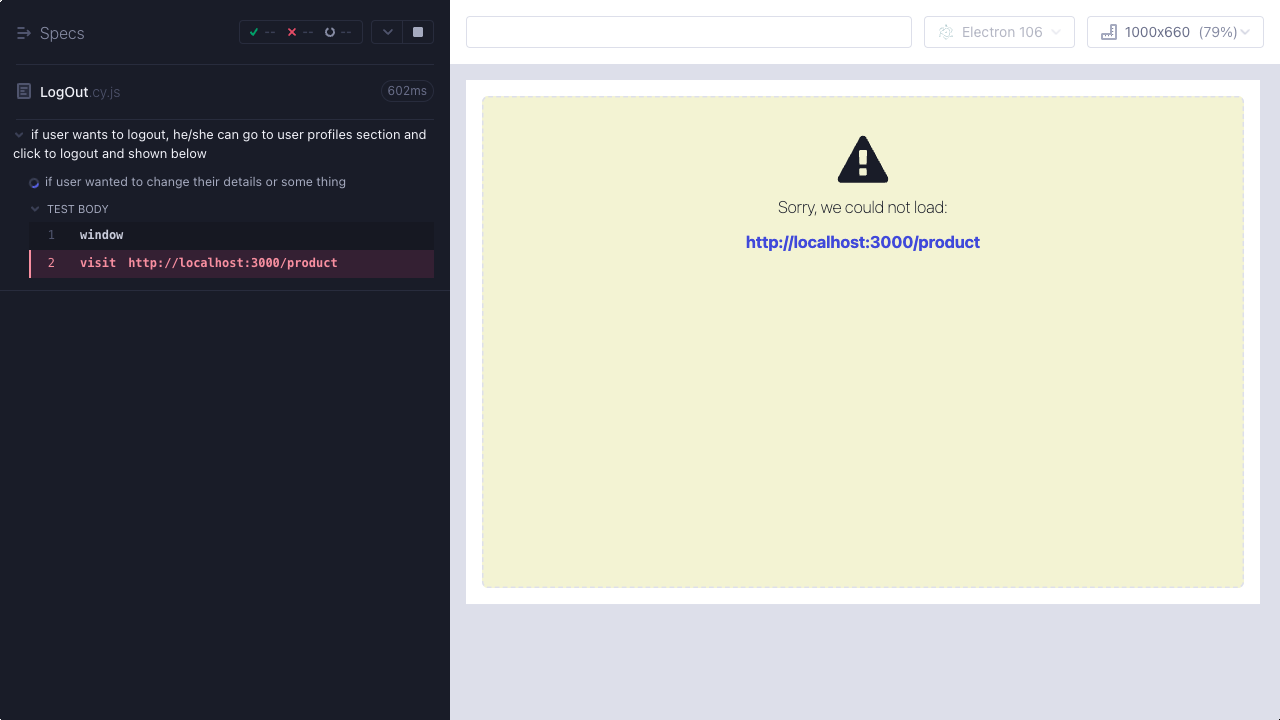 Specs
-- -- --
LogOut.cy.js
602ms
if user wants to logout, he/she can go to user profiles section and
click to logout and shown below
if user wanted to change their details or some thing
TEST BODY
1 window
2 visit http://localhost:3000/product
Electron 106
1000x660 (79%)
Sorry, we could not load:
http://localhost:3000/product